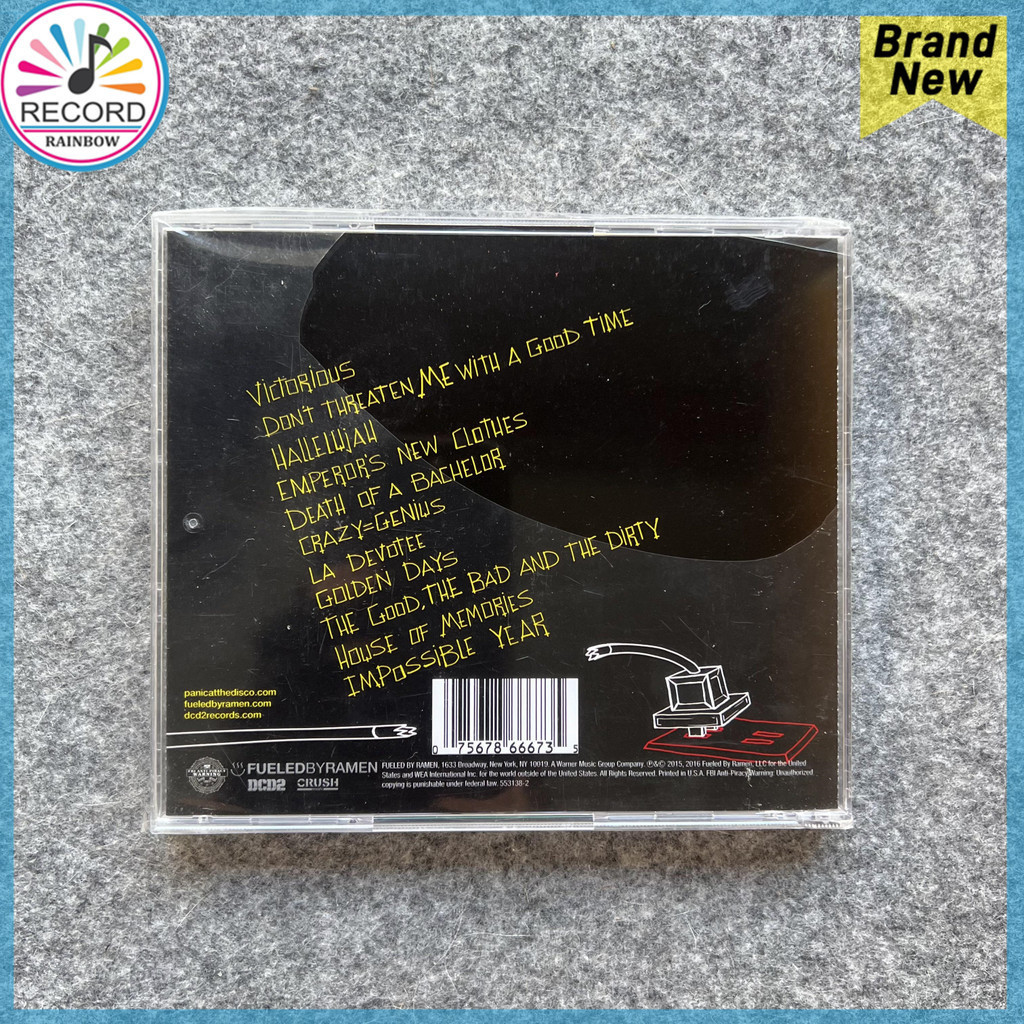 RECORD
RAINBOW
Brand
New
VICTORIOUS
DON'T THREATEN ME WITH A GOOD TIME
HALLELUJAH
EMPEROR'S NEW CLOTHES
DEATH OF A BACHELOR
CRAZY=GENIUS
LA DEVOTEE
GOLDEN DAYS
THE GOOD, THE BAD AND THE DIRTY
HOUSE OF MEMORIES
IMPOSSIBLE YEAR
panicatthedisco.com
fueledbyramen.com
dcd2records.com
0 75678 66673 5
WARNING
FUELEDBYRAMEN
DCD2 CRUSH
FUELED BY RAMEN, 1633 Broadway, New York, NY 10019. A Warner Music Group Company. ℗&© 2015, 2016 Fueled By Ramen, LLC for the United
States and WEA International Inc. for the world outside of the United States. All Rights Reserved. Printed in U.S.A. FBI Anti-Piracy Warning: Unauthorized
copying is punishable under federal law. 553138-2